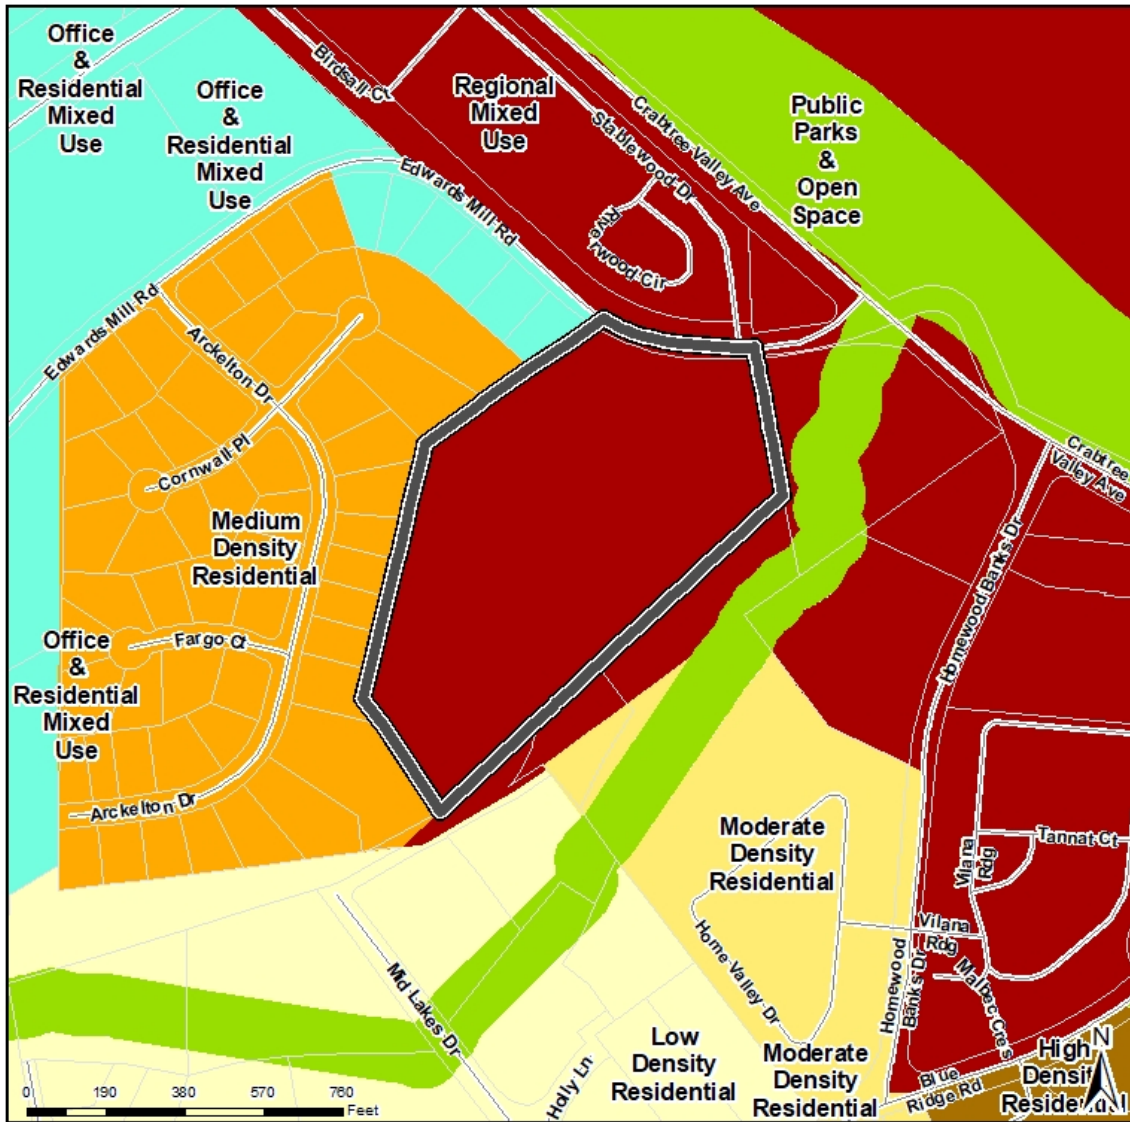 Office
&
Residential
Mixed
Use
Office
&
Residential
Mixed
Use
Birdsall Ct
Regional
Mixed
Use
Stablewood Dr
Crabtree Valley Ave
Public
Parks
&
Open
Space
Edwards Mill Rd
Riverwood Cir
Edwards Mill Rd
Arckelton Dr
Cornwall Pl
Crabtree
Valley Ave
Medium
Density
Residential
Homewood Banks Dr
Fargo Ct
Office
&
Residential
Mixed
Use
Arckelton Dr
Moderate
Density
Residential
Vilana
Rdg
Tannat Ct
Vilana
Rdg
Home Valley Dr
Homewood
Banks Dr
Malbec Cres
Mid Lakes Dr
Holly Ln
Low
Density
Residential
Moderate
Density
Residential
Blue
Ridge Rd
High
Density
Residential
N
0 190 380 570 760
Feet